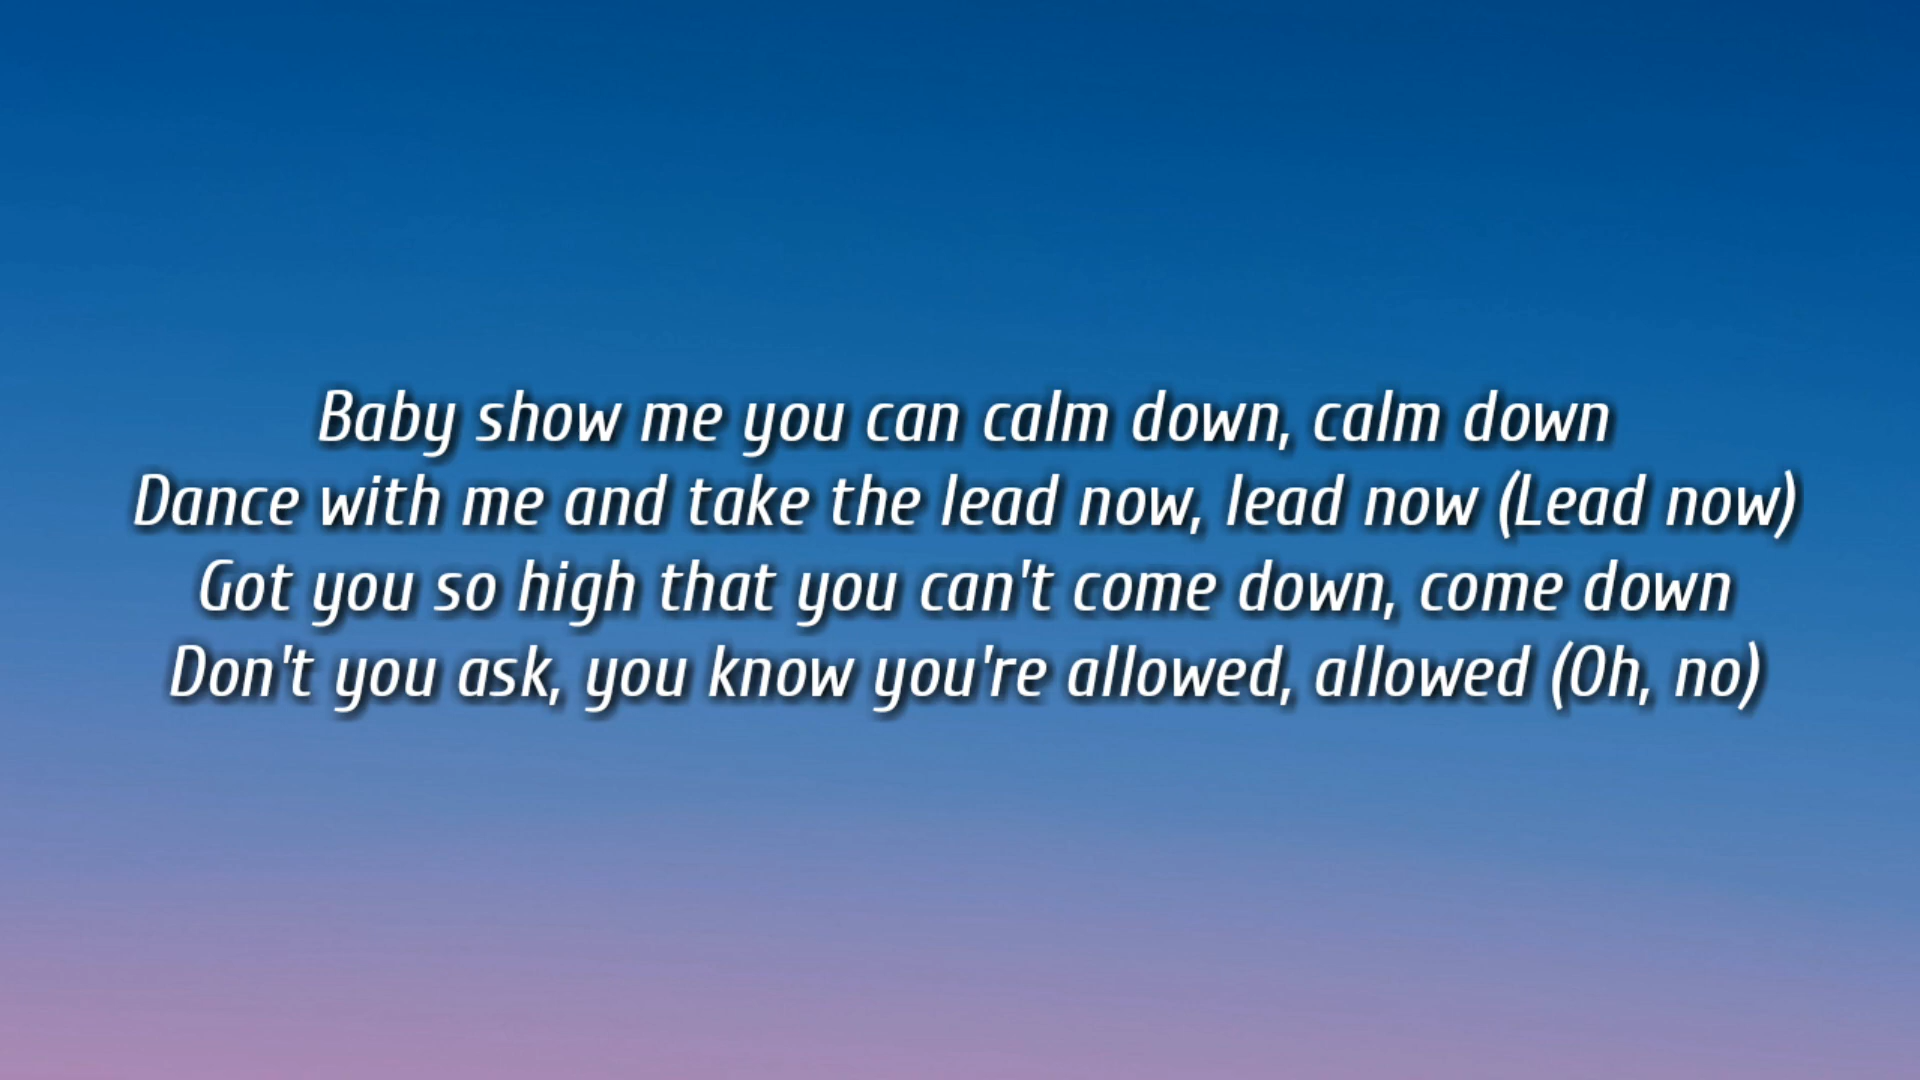 Baby show me you can calm down, calm down
Dance with me and take the lead now, lead now (Lead now)
Got you so high that you can't come down, come down
Don't you ask, you know you're allowed, allowed (Oh, no)